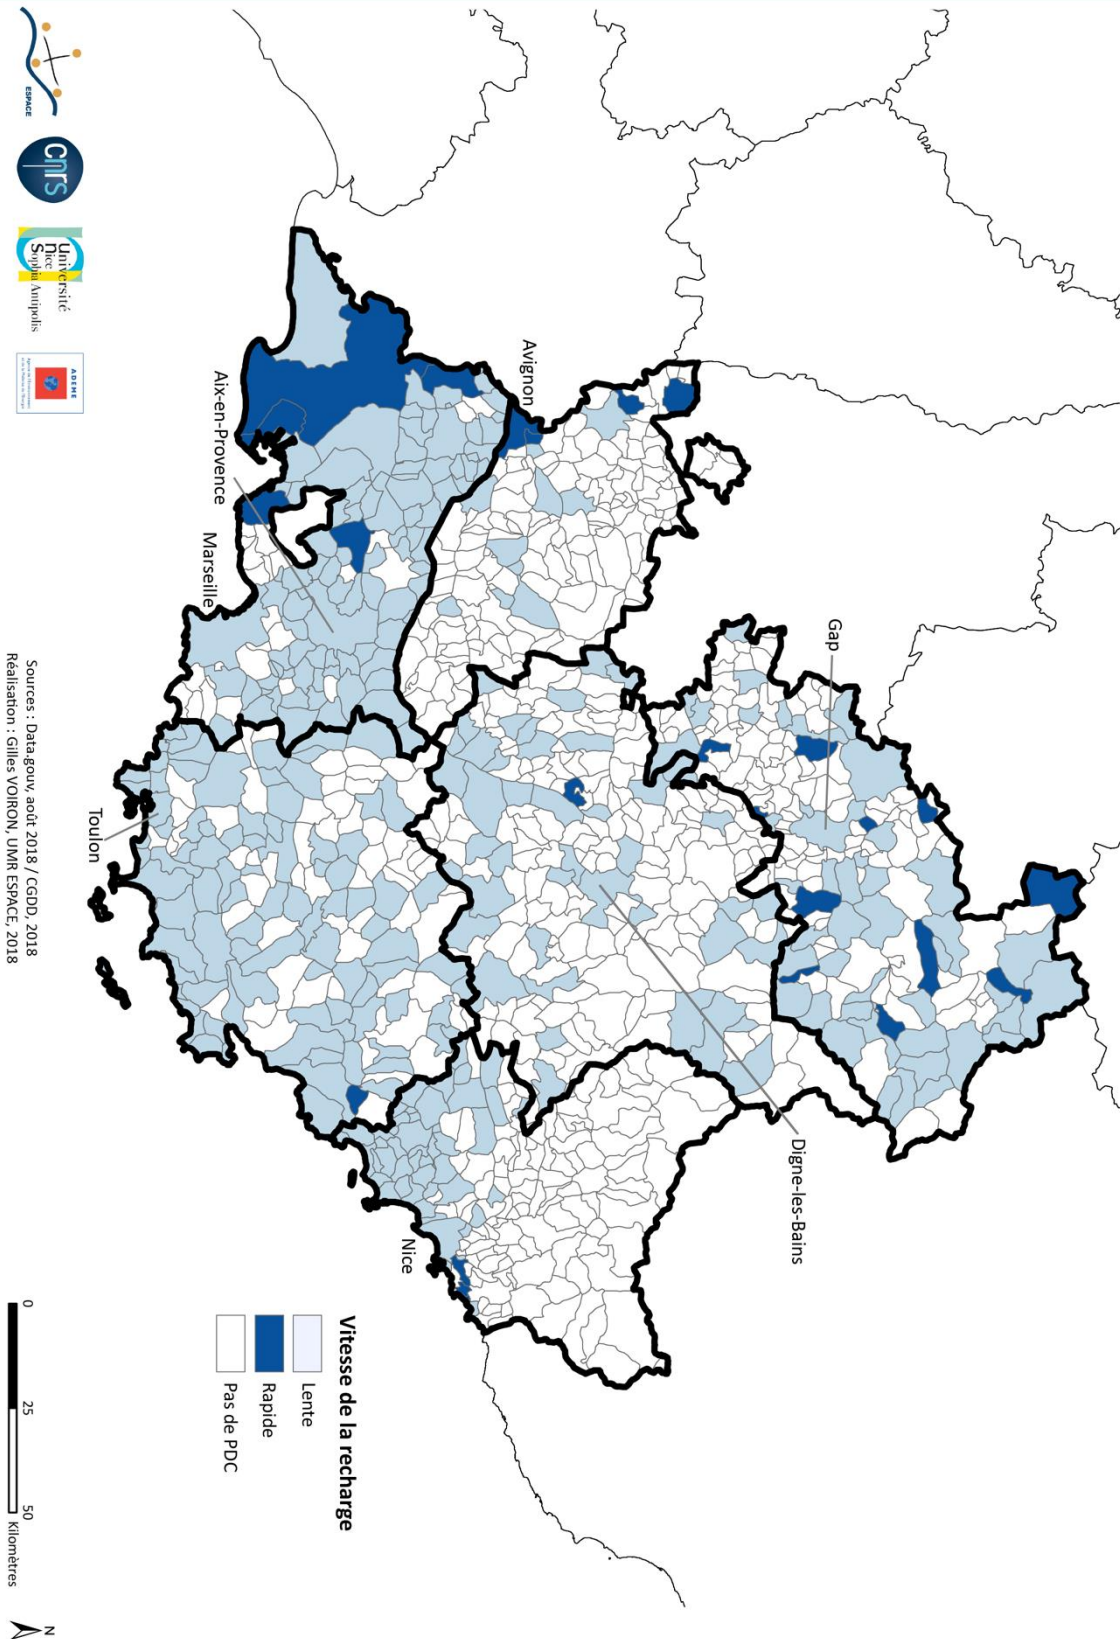 Gap
Avignon
Digne-les-Bains
Aix-en-Provence
Marseille
Nice
Toulon
Vitesse de la recharge
Lente
Rapide
Pas de PDC
0 25 50
Kilomètres
N
ESPACE
cnrs
Université
nice
Sophia Antipolis
ADEME
Sources : Data.gouv, août 2018 / CGDD, 2018
Réalisation : Gilles VOIRON, UMR ESPACE, 2018